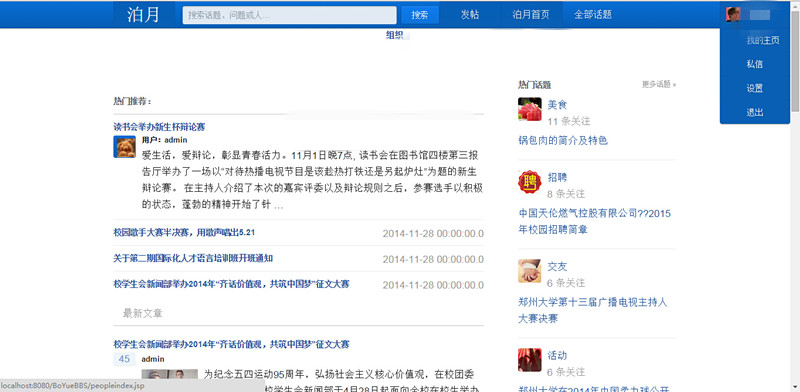 泊月
搜索话题、问题或人...
搜索
发帖
泊月首页
全部话题
我的主页
私信
设置
退出
组织
热门推荐：
读书会举办新生杯辩论赛
用户：admin
爱生活，爱辩论，彰显青春活力。11月1日晚7点, 读书会在图书馆四楼第三报
告厅举办了一场以“对待热播电视节目是该趁热打铁还是另起炉灶”为题的新生
辩论赛。 在主持人介绍了本次的嘉宾评委以及辩论规则之后，参赛选手以积极
的状态，蓬勃的精神开始了针 ...
校园歌手大赛半决赛，用歌声唱出5.21
2014-11-28 00:00:00.0
关于第二期国际化人才语言培训班开班通知
2014-11-28 00:00:00.0
校学生会新闻部举办2014年“齐话价值观，共筑中国梦”征文大赛
2014-11-28 00:00:00.0
最新文章
校学生会新闻部举办2014年“齐话价值观，共筑中国梦”征文大赛
45
admin
为纪念五四运动95周年，弘扬社会主义核心价值观，在校团委
校学生会新闻部于4月28日起面向全校在校生举办
热门话题
更多话题 »
美食
11 条关注
锅包肉的简介及特色
招聘
8 条关注
中国天伦燃气控股有限公司??2015
年校园招聘简章
交友
6 条关注
郑州大学第十三届广播电视主持人
大赛决赛
活动
6 条关注
郑州大学在2014年中国柔力球公开
localhost:8080/BoYueBBS/peopleindex.jsp